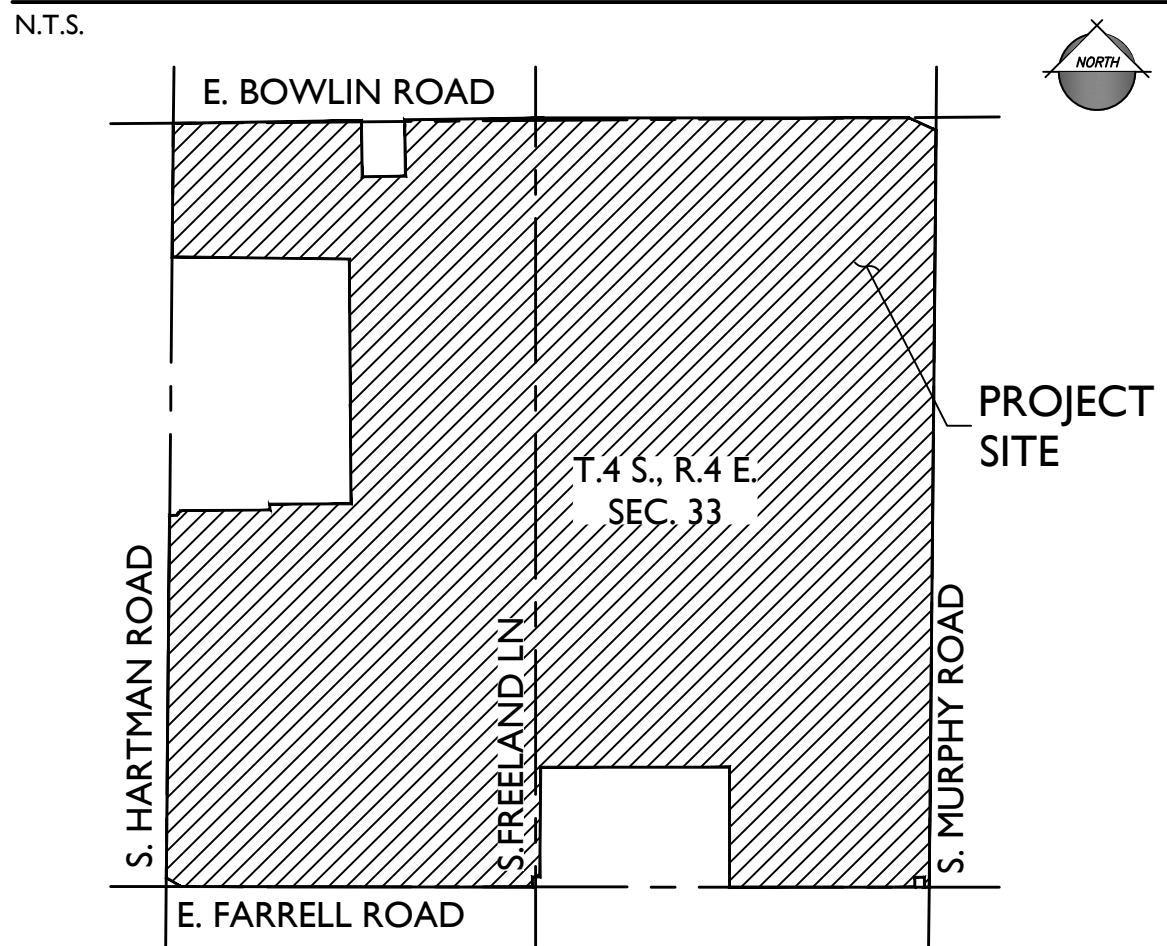 N.T.S.
NORTH
E. BOWLIN ROAD
PROJECT
SITE
T.4 S., R.4 E.
SEC. 33
S. HARTMAN ROAD
S.FREELAND LN
S. MURPHY ROAD
E. FARRELL ROAD